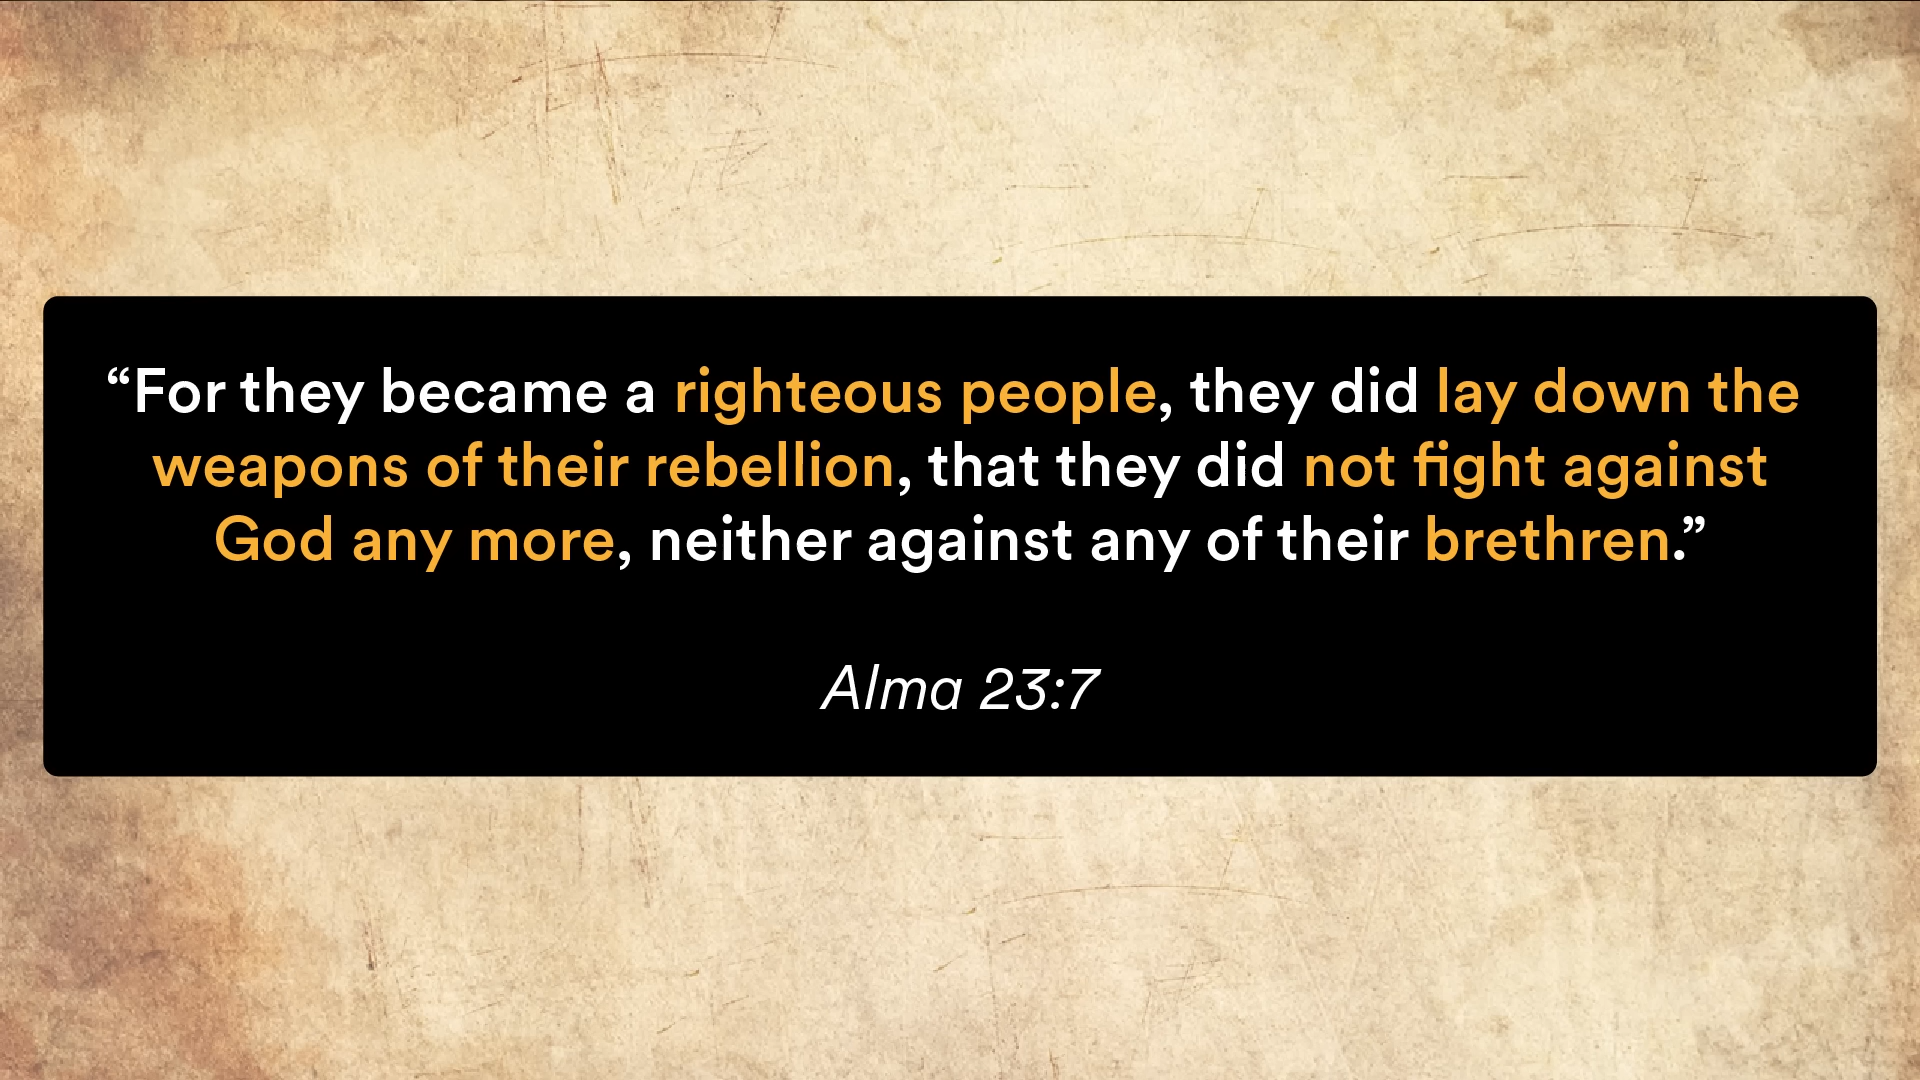 “For they became a righteous people, they did lay down the
weapons of their rebellion, that they did not fight against
God any more, neither against any of their brethren.”
Alma 23:7